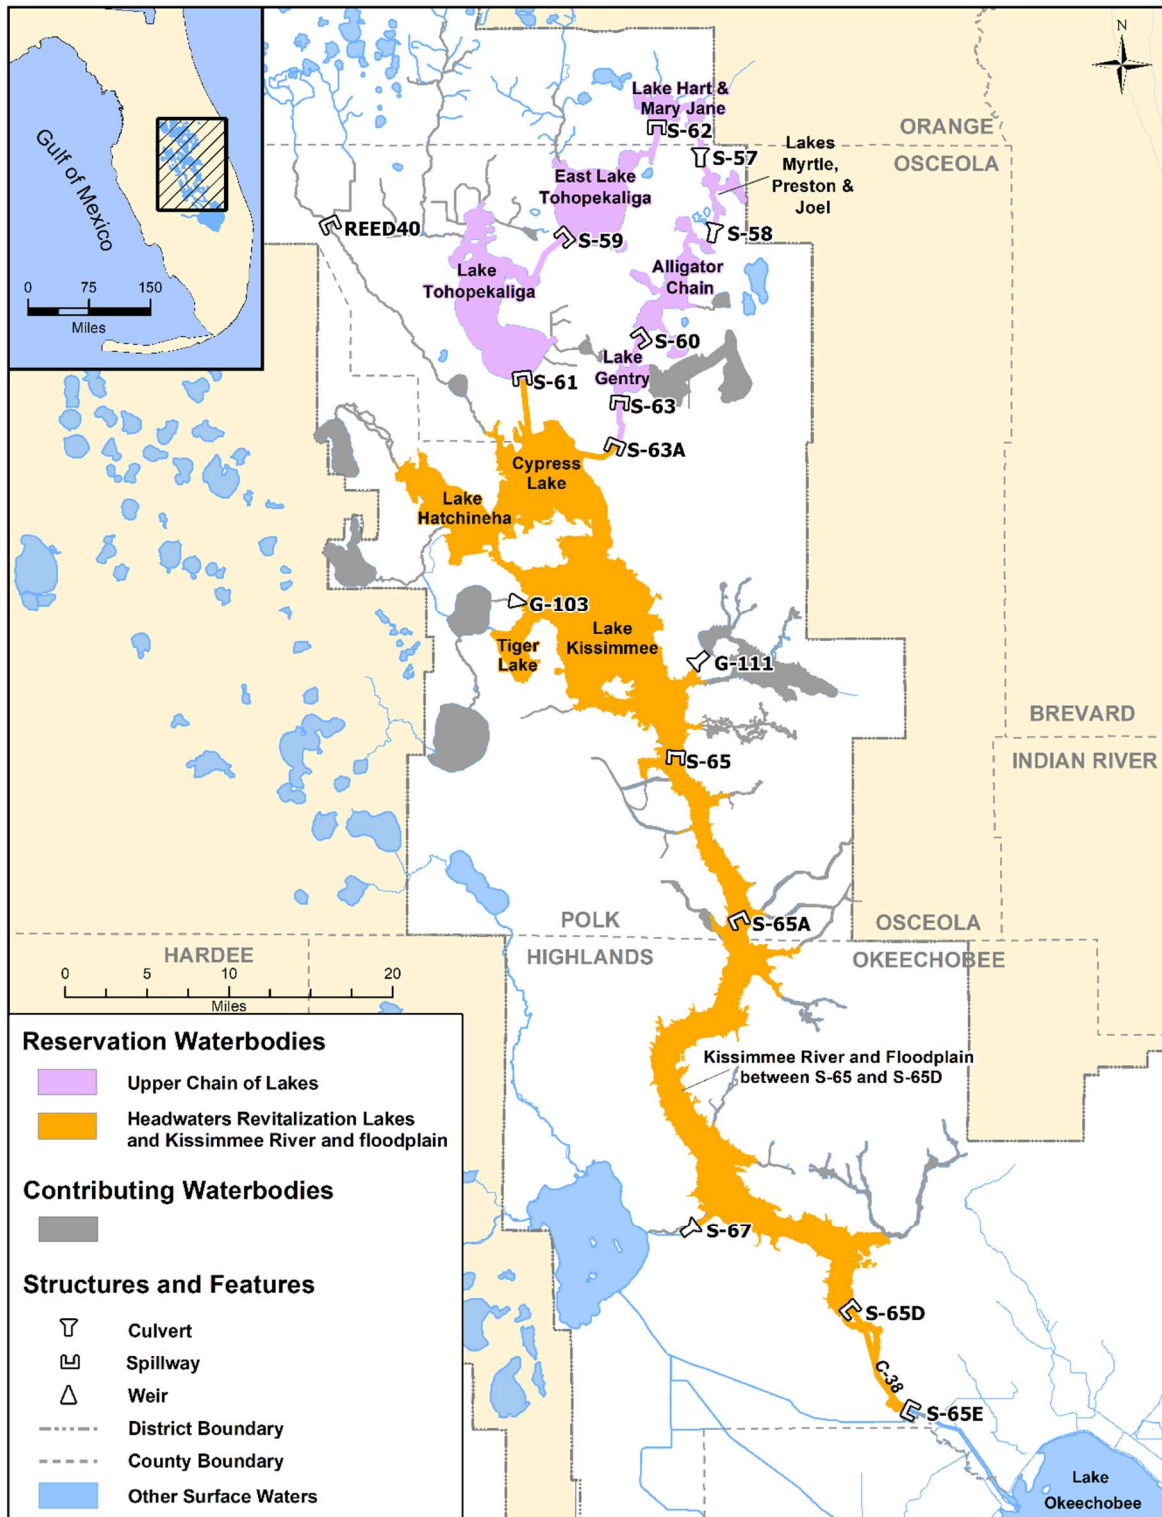 Gulf of Mexico
0 75 150
Miles
N
Lake Hart &
Mary Jane
S-62
ORANGE
OSCEOLA
S-57
Lakes
Myrtle,
Preston &
Joel
East Lake
Tohopekaliga
REED40
S-59
S-58
Lake
Tohopekaliga
Alligator
Chain
S-60
Lake
Gentry
S-61
S-63
S-63A
Cypress
Lake
Lake
Hatchineha
G-103
Lake
Kissimmee
Tiger
Lake
G-111
BREVARD
INDIAN RIVER
S-65
POLK
S-65A
OSCEOLA
HARDEE
HIGHLANDS
OKEECHOBEE
0 5 10 20
Miles
Kissimmee River and Floodplain
between S-65 and S-65D
S-67
S-65D
C-38
S-65E
Lake
Okeechobee
Reservation Waterbodies
Upper Chain of Lakes
Headwaters Revitalization Lakes
and Kissimmee River and floodplain
Contributing Waterbodies
Structures and Features
Culvert
Spillway
Weir
District Boundary
County Boundary
Other Surface Waters